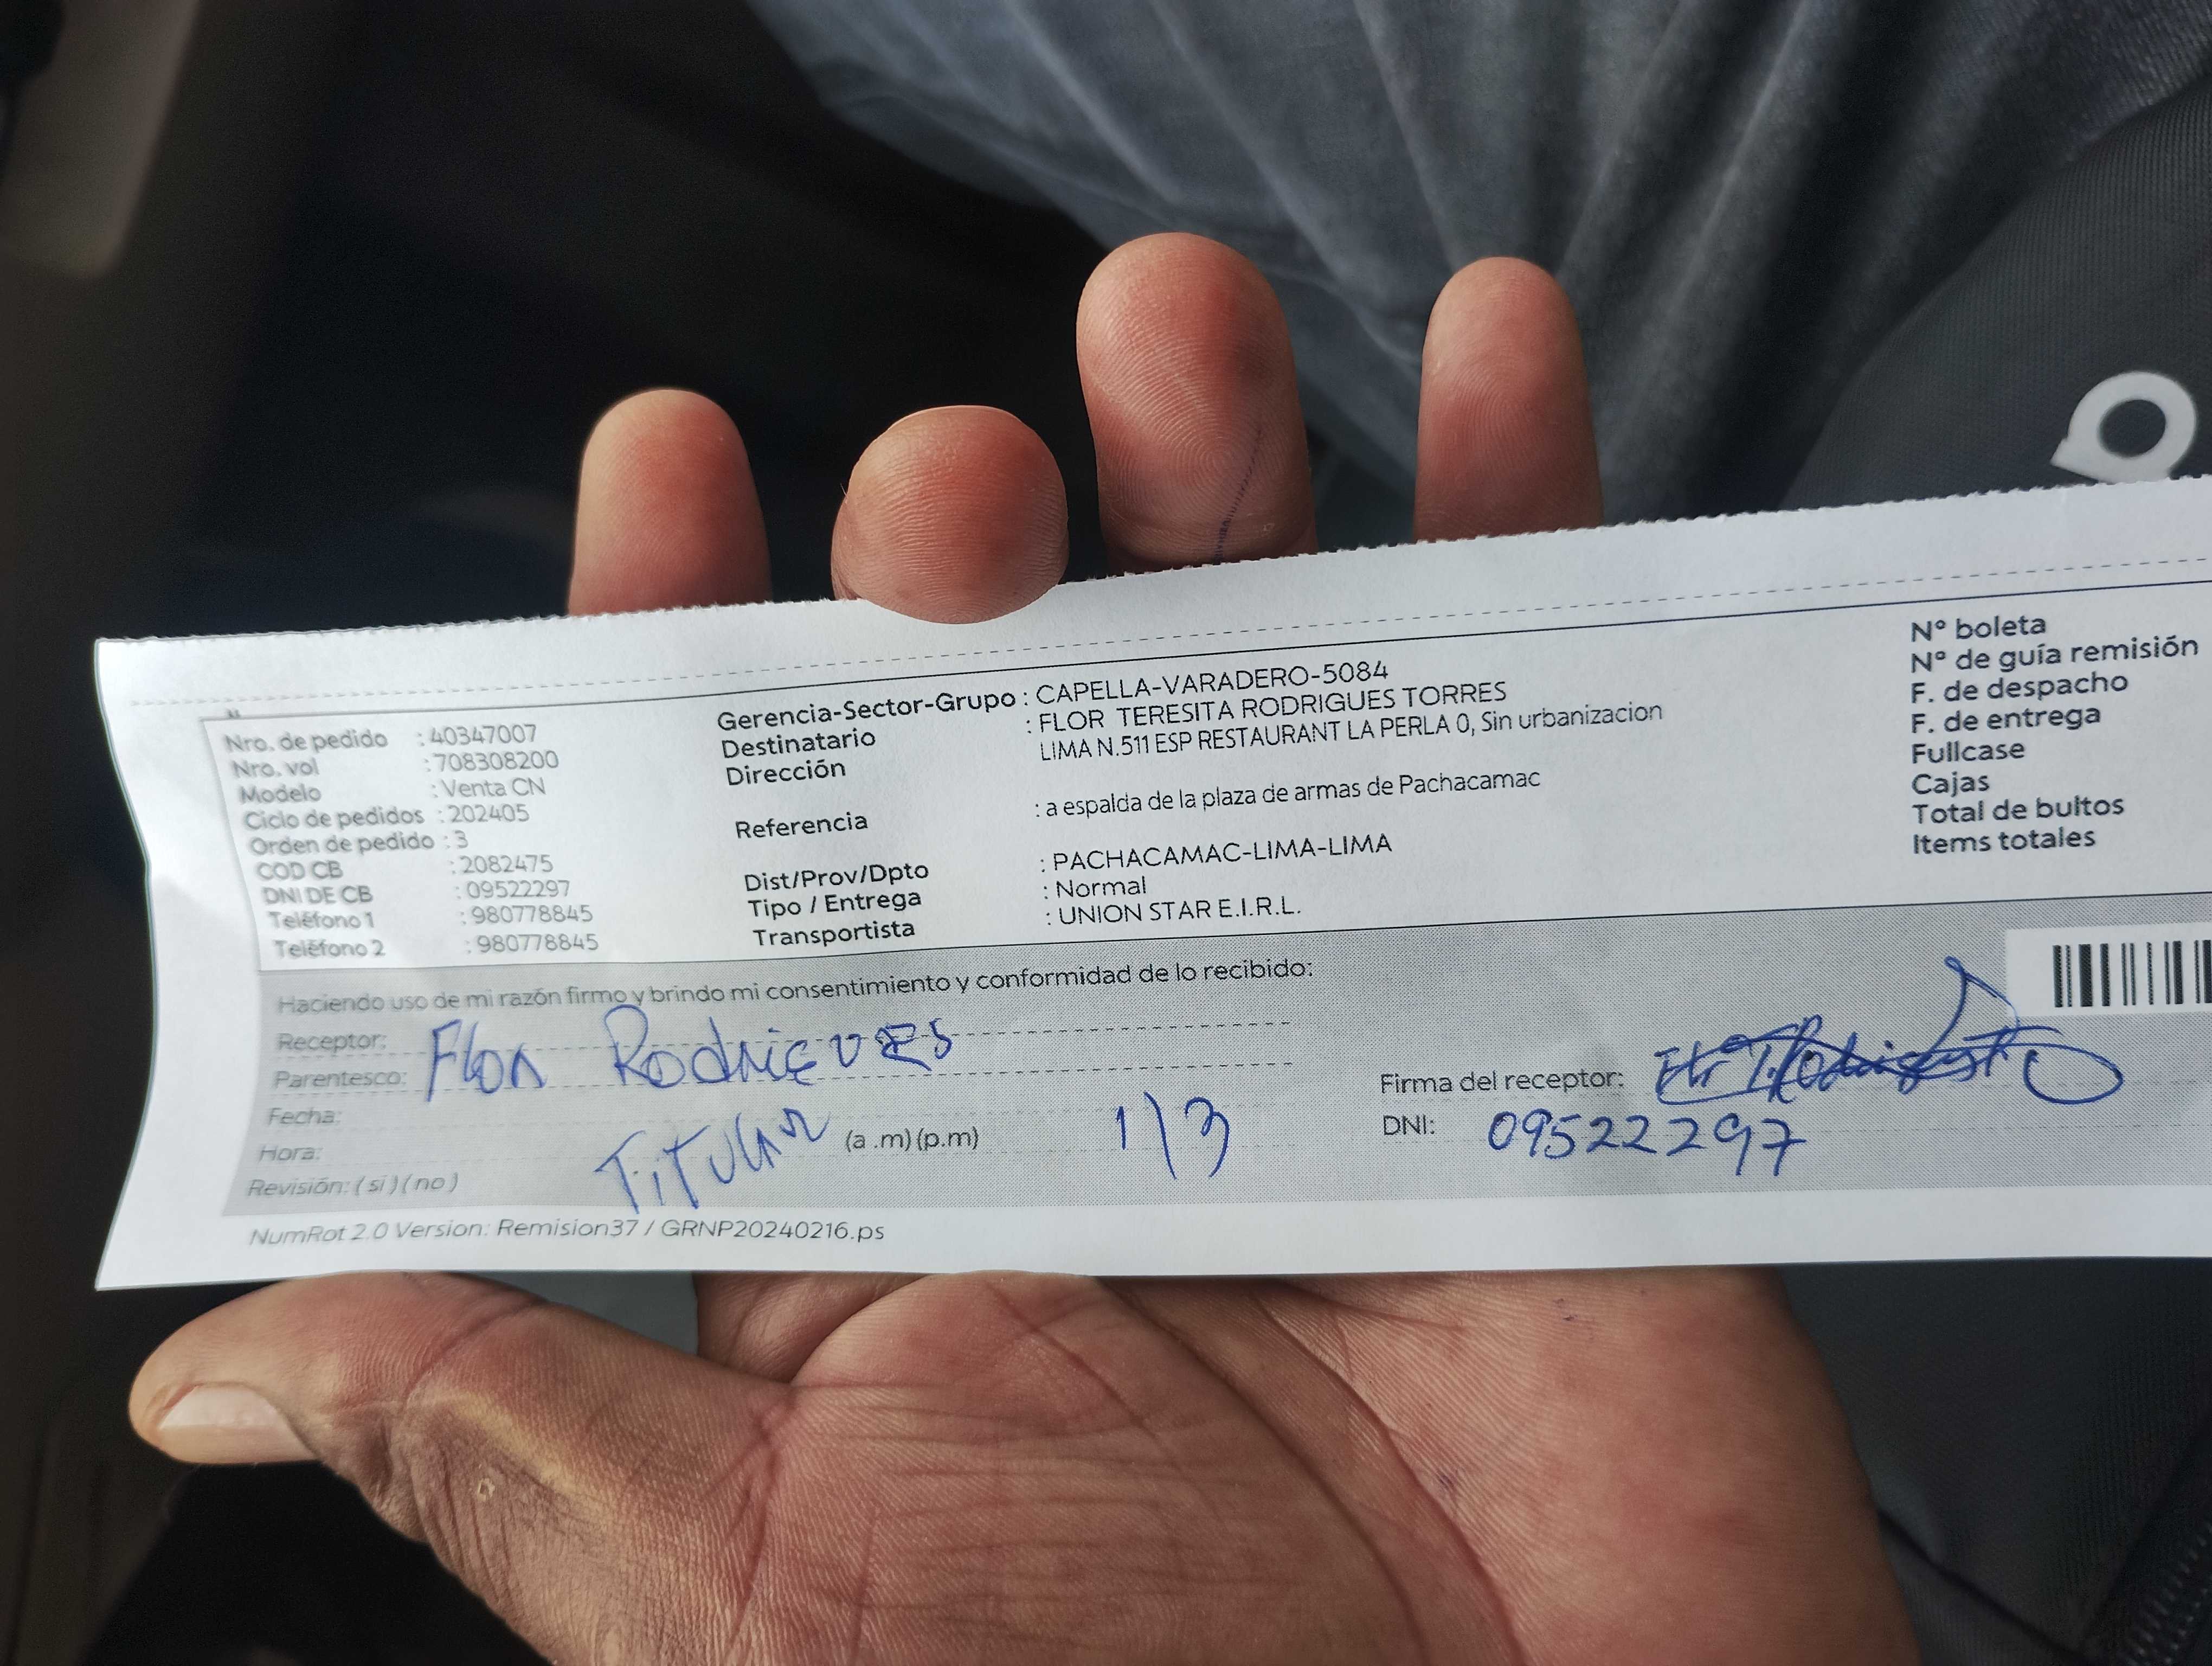 Nro. de pedido : 40347007
Nro. vol : 708308200
Modelo : Venta CN
Ciclo de pedidos : 202405
Orden de pedido : 3
COD CB : 2082475
DNI DE CB : 09522297
Teléfono 1 : 980778845
Teléfono 2 : 980778845
Gerencia-Sector-Grupo : CAPELLA-VARADERO-5084
Destinatario : FLOR TERESITA RODRIGUES TORRES
Dirección LIMA N.511 ESP RESTAURANT LA PERLA 0, Sin urbanizacion
Referencia : a espalda de la plaza de armas de Pachacamac
Dist/Prov/Dpto : PACHACAMAC-LIMA-LIMA
Tipo / Entrega : Normal
Transportista : UNION STAR E.I.R.L.
N° boleta
N° de guía remisión
F. de despacho
F. de entrega
Fullcase
Cajas
Total de bultos
Items totales
Haciendo uso de mi razón firmo y brindo mi consentimiento y conformidad de lo recibido:
Receptor: Flor Rodrigues
Parentesco:
Fecha: Titular 1/3
Hora: (a .m) (p.m)
Revisión: ( si ) ( no )
Firma del receptor:
DNI: 09522297
NumRot 2.0 Version: Remision37 / GRNP20240216.ps